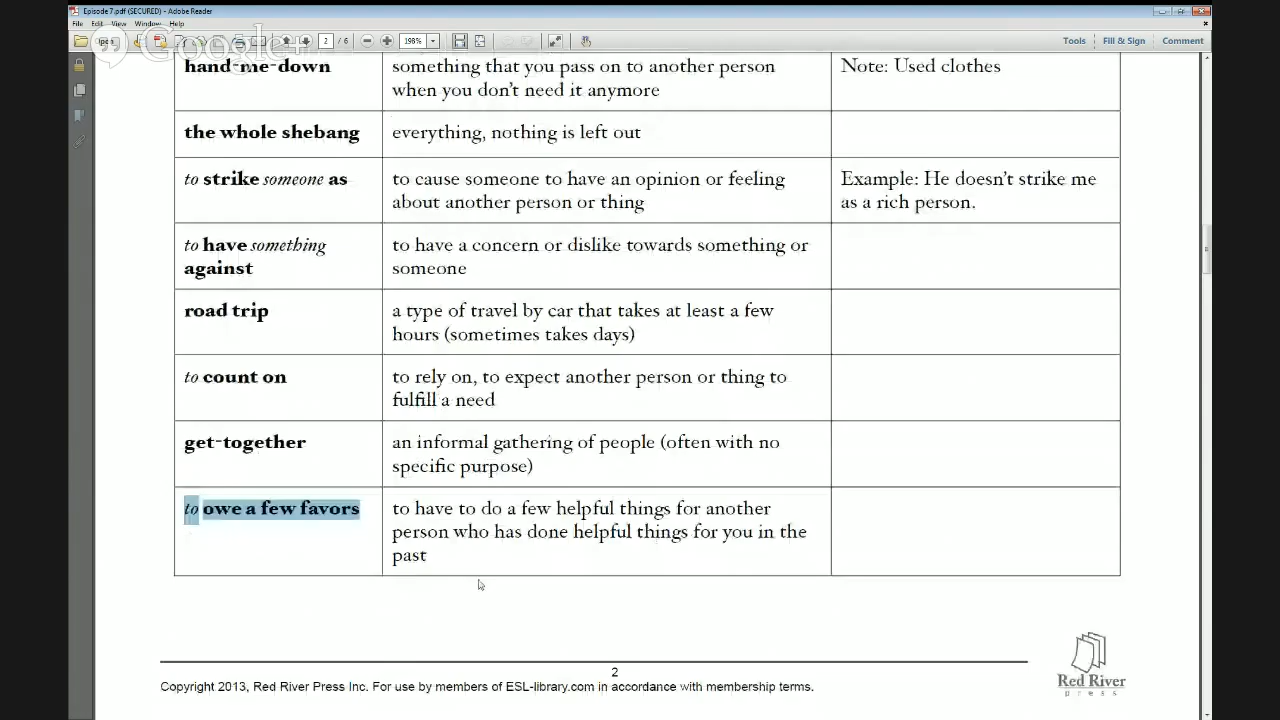 Episode 7.pdf (SECURED) - Adobe Reader
File Edit View Window Help
Open
Google+
2 / 6
198%
Tools Fill & Sign Comment
hand-me-down
something that you pass on to another person
when you don't need it anymore
Note: Used clothes
the whole shebang
everything, nothing is left out
to strike someone as
to cause someone to have an opinion or feeling
about another person or thing
Example: He doesn't strike me
as a rich person.
to have something
against
to have a concern or dislike towards something or
someone
road trip
a type of travel by car that takes at least a few
hours (sometimes takes days)
to count on
to rely on, to expect another person or thing to
fulfill a need
get-together
an informal gathering of people (often with no
specific purpose)
to owe a few favors
to have to do a few helpful things for another
person who has done helpful things for you in the
past
2
Copyright 2013, Red River Press Inc. For use by members of ESL-library.com in accordance with membership terms.
Red River
press